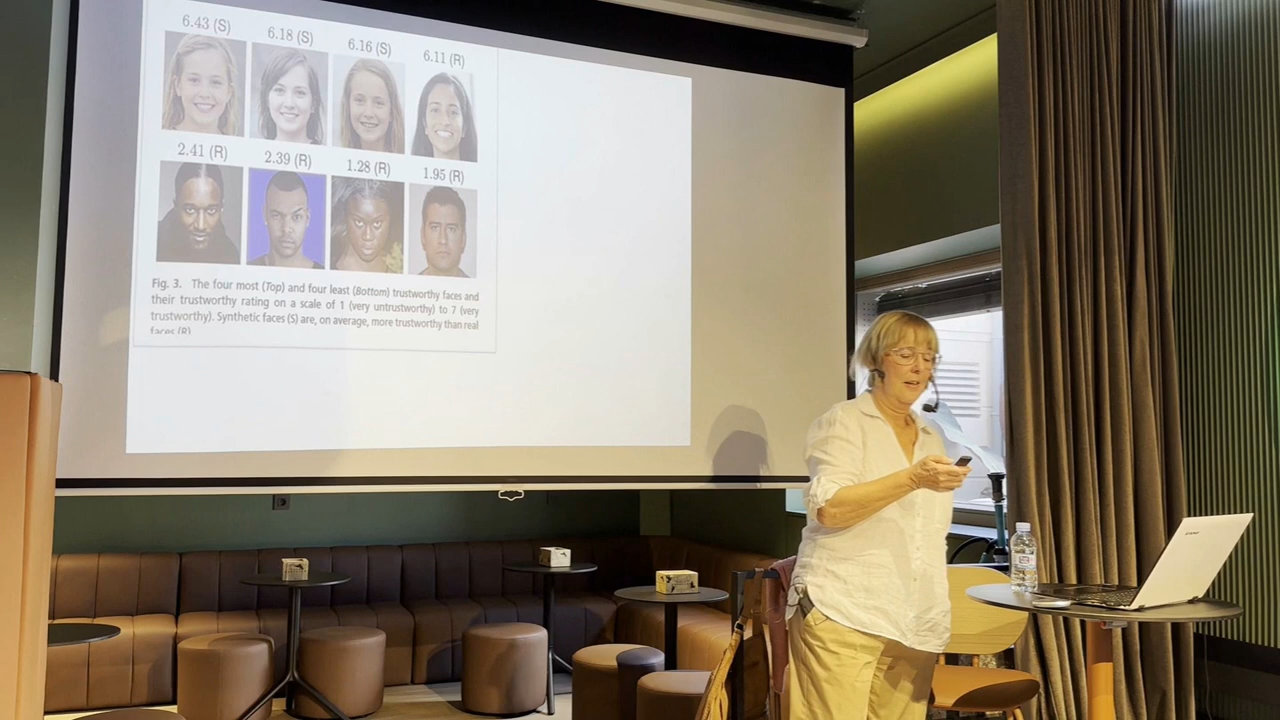 6.43 (S) 6.18 (S) 6.16 (S) 6.11 (R)
2.41 (R) 2.39 (R) 1.28 (R) 1.95 (R)
Fig. 3. The four most (Top) and four least (Bottom) trustworthy faces and
their trustworthy rating on a scale of 1 (very untrustworthy) to 7 (very
trustworthy). Synthetic faces (S) are, on average, more trustworthy than real
faces (R)